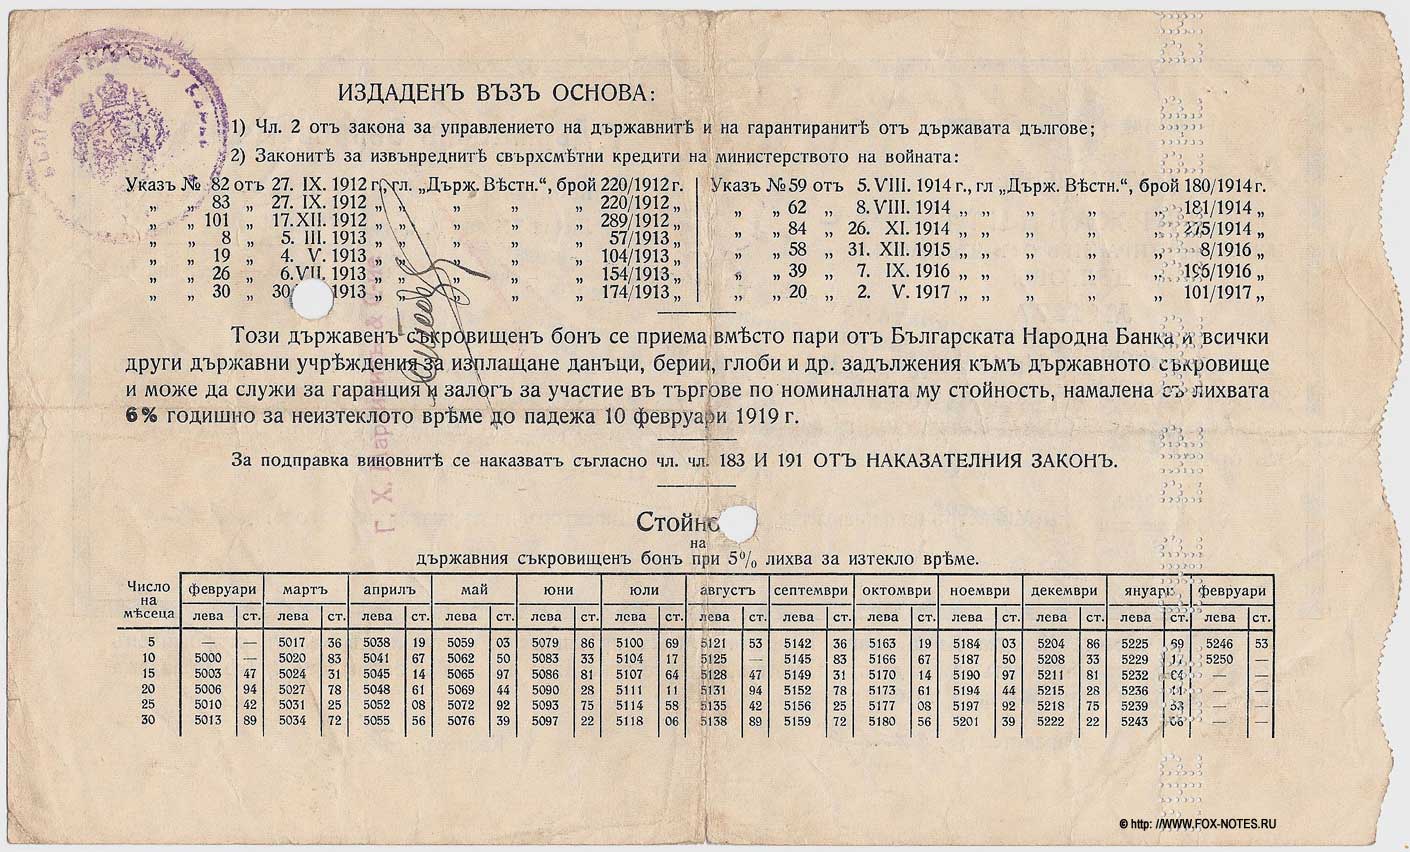 ИЗДАДЕНЪ ВЪЗЪ ОСНОВА:
1) Чл. 2 отъ закона за управлението на държавнитѣ и на гарантиранитѣ отъ държавата дългове;
2) Законитѣ за извънреднитѣ свърхсмѣтни кредити на министерството на войната:
Указъ № 82 отъ 27. IX. 1912 г., гл. „Държ. Вѣстн.“, брой 220/1912 г.
„ „ 83 „ 27. IX. 1912 „ „ „ „ „ 220/1912 „
„ „ 101 „ 17. XII. 1912 „ „ „ „ „ 289/1912 „
„ „ 8 „ 5. III. 1913 „ „ „ „ „ 57/1913 „
„ „ 19 „ 4. V. 1913 „ „ „ „ „ 104/1913 „
„ „ 26 „ 6. VII. 1913 „ „ „ „ „ 154/1913 „
„ „ 30 „ 30 1913 „ „ „ „ „ 174/1913 „
Указъ № 59 отъ 5. VIII. 1914 г., гл „Държ. Вѣстн.“, брой 180/1914 г.
„ „ 62 „ 8. VIII. 1914 „ „ „ „ „ 181/1914 „
„ „ 84 „ 26. XI. 1914 „ „ „ „ „ 275/1914 „
„ „ 58 „ 31. XII. 1915 „ „ „ „ „ 8/1916 „
„ „ 39 „ 7. IX. 1916 „ „ „ „ „ 196/1916 „
„ „ 20 „ 2. V. 1917 „ „ „ „ „ 101/1917 „
Този държавенъ съкровищенъ бонъ се приема вмѣсто пари отъ Българската Народна Банка и всички
други държавни учрѣждения за изплащане данъци, берии, глоби и др. задължения къмъ държавното съкровище
и може да служи за гаранция и залогъ за участие въ търгове по номиналната му стойность, намалена съ лихвата
6% годишно за неизтеклото врѣме до падежа 10 февруари 1919 г.
За подправка виновнитѣ се наказватъ съгласно чл. чл. 183 И 191 ОТЪ НАКАЗАТЕЛНИЯ ЗАКОНЪ.
Стойно
на
държавния съкровищенъ бонъ при 5% лихва за изтекло врѣме.
Число на мѣсеца февруари мартъ априлъ май юни юли августъ септември октомври ноември декември януари февруари
лева ст. лева ст. лева ст. лева ст. лева ст. лева ст. лева ст. лева ст. лева ст. лева ст. лева ст. лева ст. лева ст.
5 — — 5017 36 5038 19 5059 03 5079 86 5100 69 5121 53 5142 36 5163 19 5184 03 5204 86 5225 69 5246 53
10 5000 — 5020 83 5041 67 5062 50 5083 33 5104 17 5125 — 5145 83 5166 67 5187 50 5208 33 5229 17 5250 —
15 5003 47 5024 31 5045 14 5065 97 5086 81 5107 64 5128 47 5149 31 5170 14 5190 97 5211 81 5232 64 — —
20 5006 94 5027 78 5048 61 5069 44 5090 28 5111 11 5131 94 5152 78 5173 61 5194 44 5215 28 5236 11 — —
25 5010 42 5031 25 5052 08 5072 92 5093 75 5114 58 5135 42 5156 25 5177 08 5197 92 5218 75 5239 58 — —
30 5013 89 5034 72 5055 56 5076 39 5097 22 5118 06 5138 89 5159 72 5180 56 5201 39 5222 22 5243 06 — —
© http: //WWW.FOX-NOTES.RU